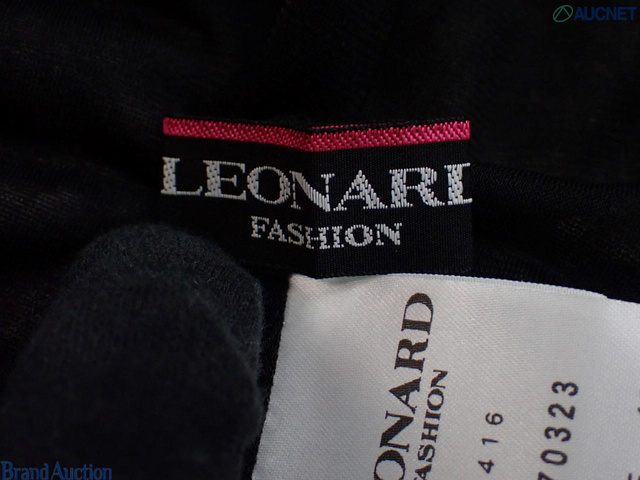 AUCNET
LEONARD
FASHION
ONARD
FASHION
416
70323
Brand Auction